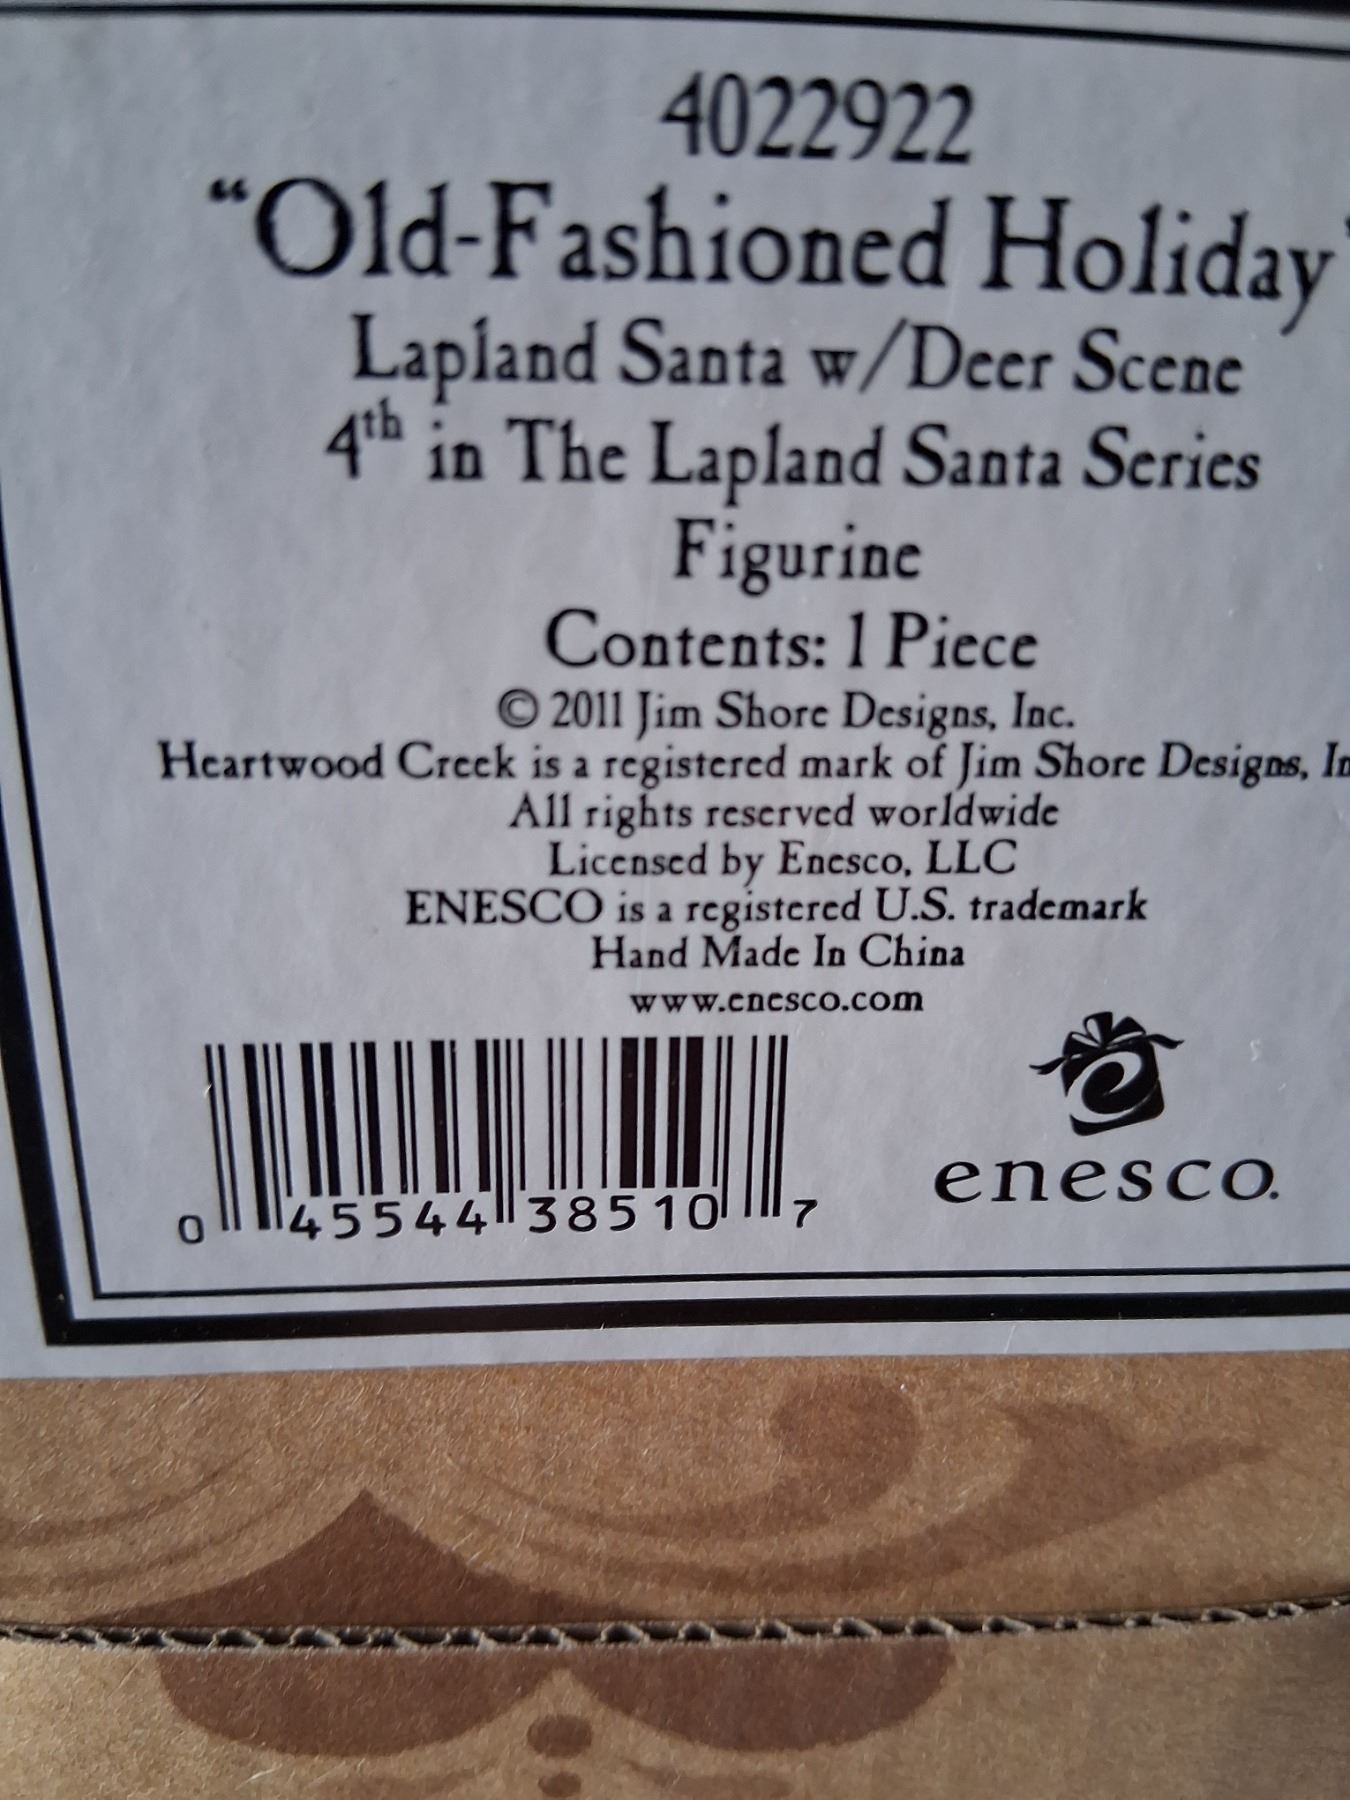 4022922
"Old-Fashioned Holiday"
Lapland Santa w/Deer Scene
4th in The Lapland Santa Series
Figurine
Contents: 1 Piece
© 2011 Jim Shore Designs, Inc.
Heartwood Creek is a registered mark of Jim Shore Designs,
All rights reserved worldwide
Licensed by Enesco, LLC
ENESCO is a registered U.S. trademark
Hand Made In China
www.enesco.com
enesco.
0 45544 38510 7